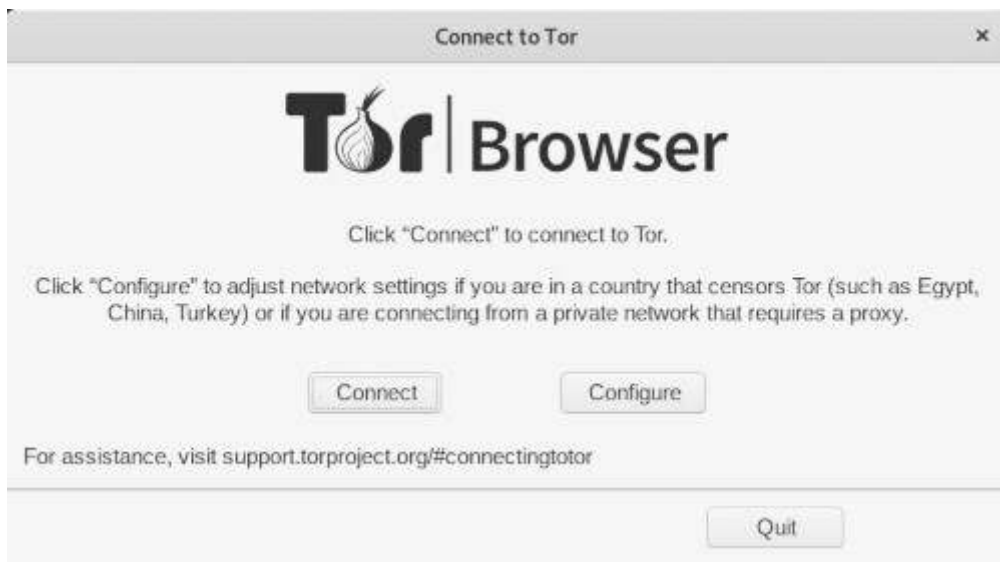 Connect to Tor ×
Tor | Browser
Click “Connect” to connect to Tor.
Click “Configure” to adjust network settings if you are in a country that censors Tor (such as Egypt,
China, Turkey) or if you are connecting from a private network that requires a proxy.
Connect Configure
For assistance, visit support.torproject.org/#connectingtotor
Quit